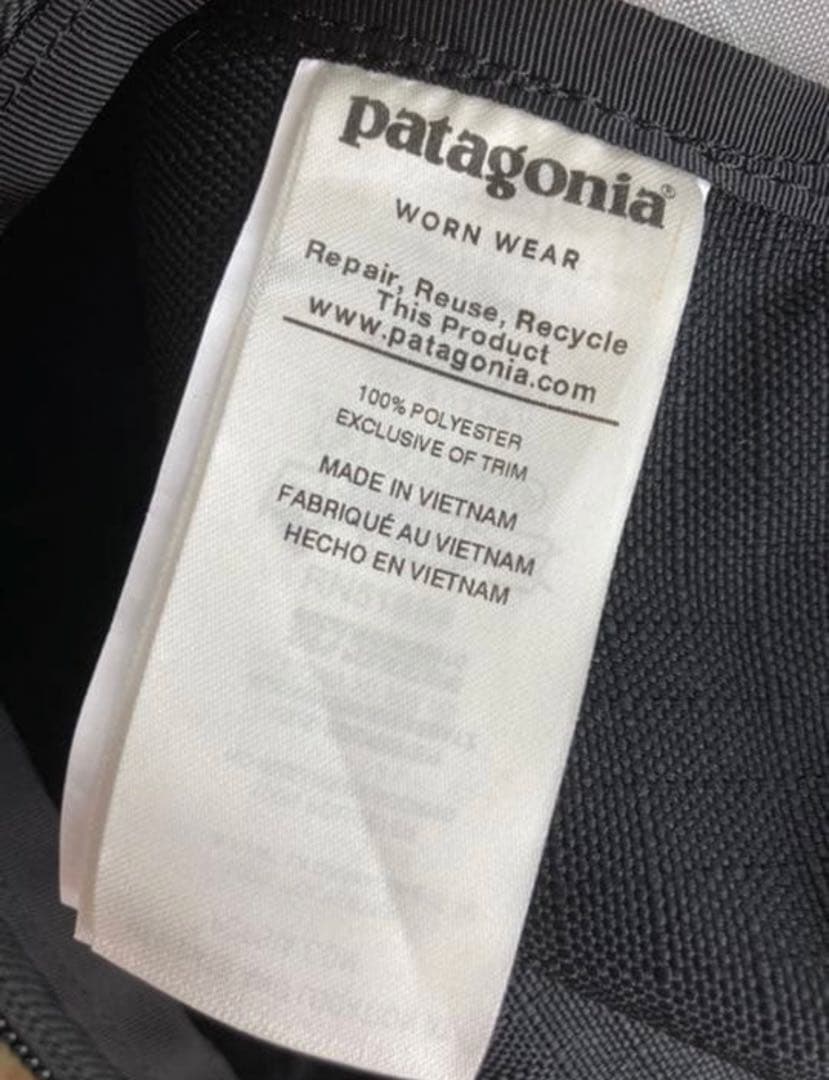 patagonia®
WORN WEAR
Repair, Reuse, Recycle
This Product
www.patagonia.com
100% POLYESTER
EXCLUSIVE OF TRIM
MADE IN VIETNAM
FABRIQUÉ AU VIETNAM
HECHO EN VIETNAM